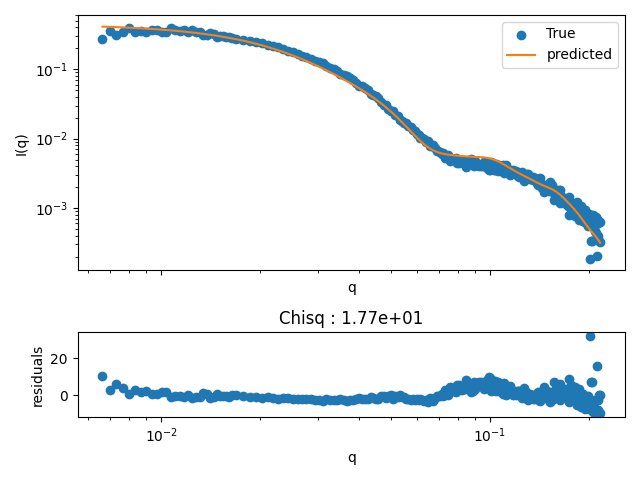 True
predicted
10⁻¹
10⁻²
10⁻³
I(q)
q
Chisq : 1.77e+01
20
0
residuals
10⁻²
10⁻¹
q